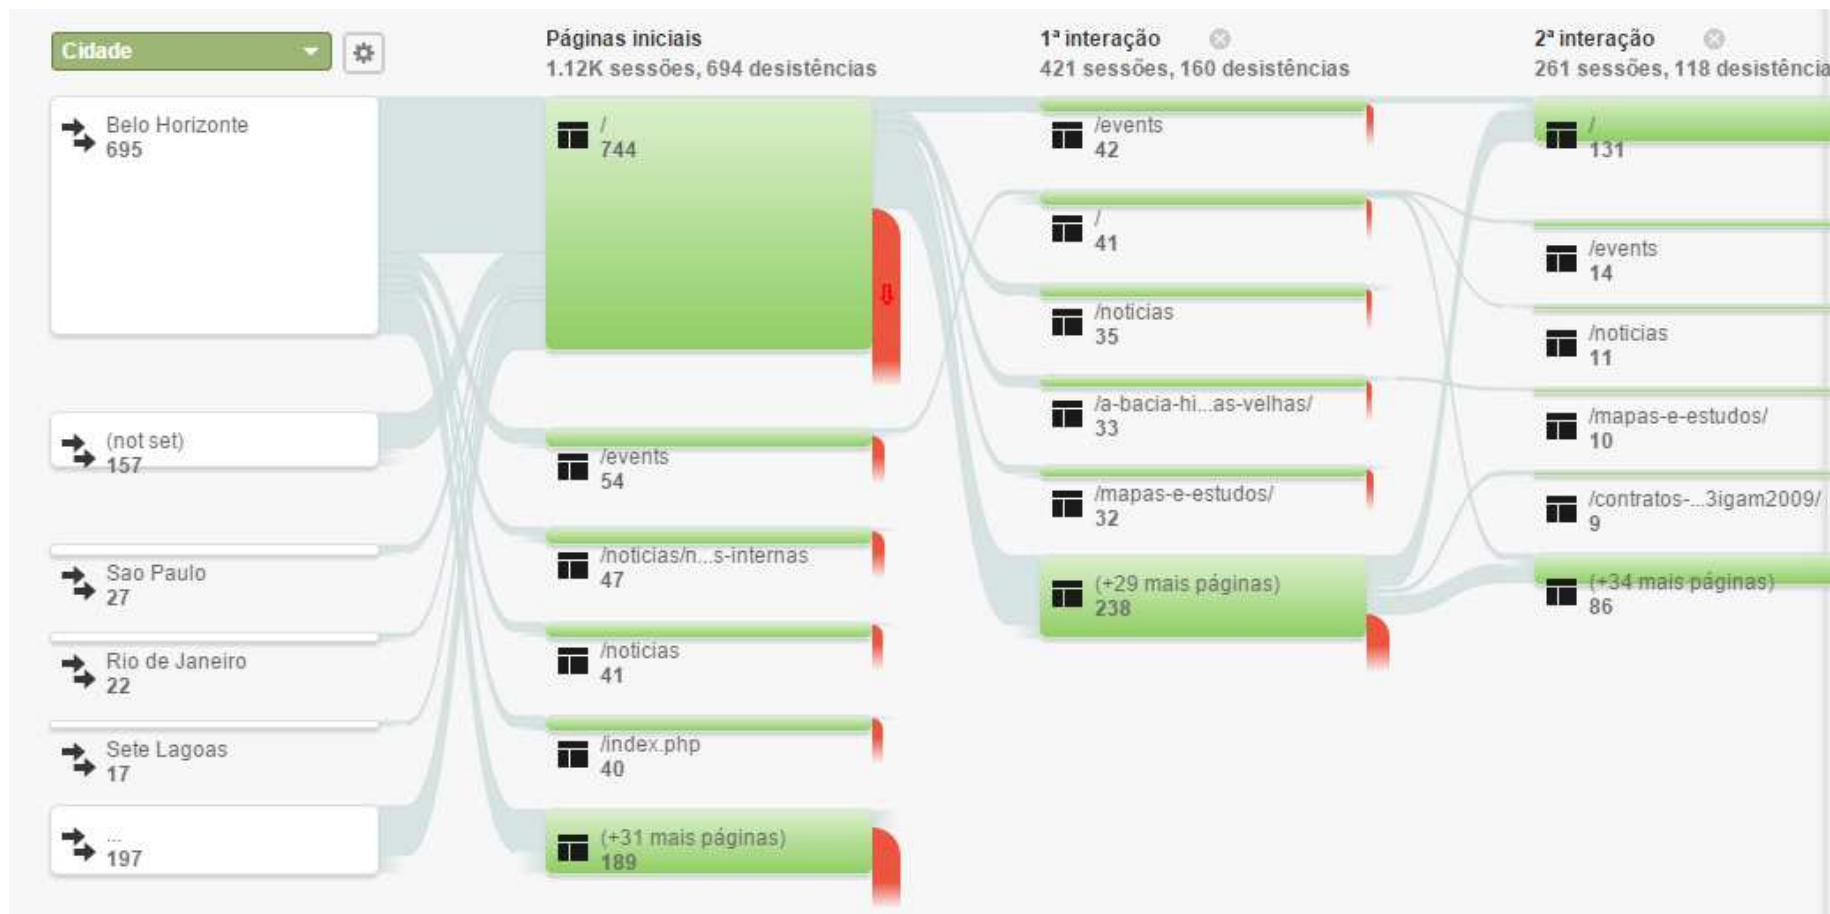 Cidade
Belo Horizonte
695
(not set)
157
Sao Paulo
27
Rio de Janeiro
22
Sete Lagoas
17
...
197
Páginas iniciais
1.12K sessões, 694 desistências
/
744
/events
54
/noticias/n...s-internas
47
/noticias
41
/index.php
40
(+31 mais páginas)
189
1ª interação
421 sessões, 160 desistências
/events
42
/
41
/noticias
35
/a-bacia-hi...as-velhas/
33
/mapas-e-estudos/
32
(+29 mais páginas)
238
2ª interação
261 sessões, 118 desistência
/
131
/events
14
/noticias
11
/mapas-e-estudos/
10
/contratos-...3igam2009/
9
(+34 mais páginas)
86